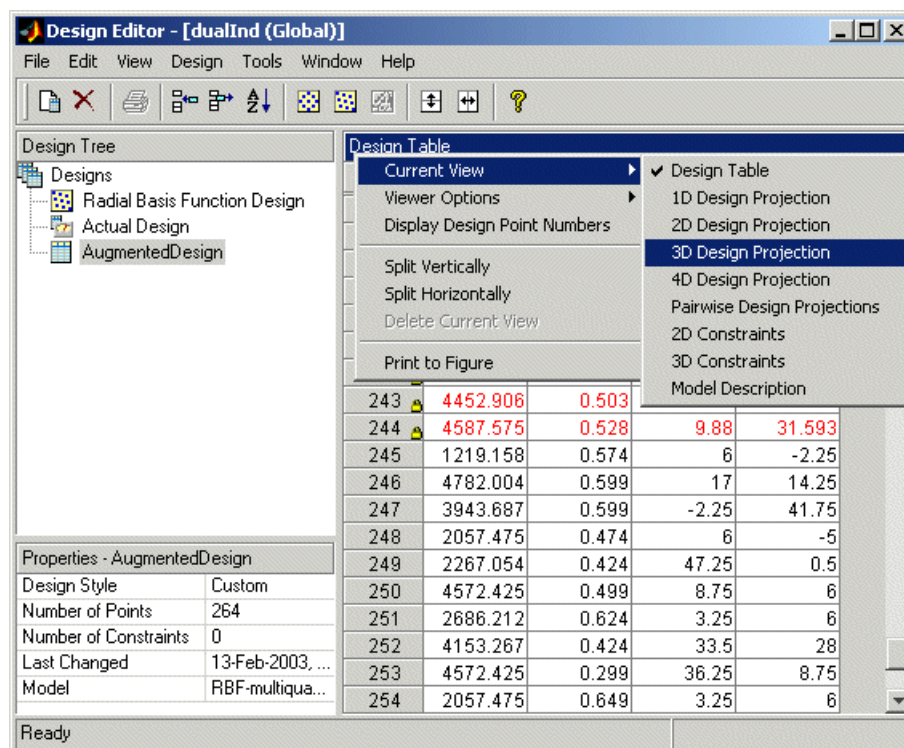 Design Editor - [dualInd (Global)]
File Edit View Design Tools Window Help
Design Tree
Designs
Radial Basis Function Design
Actual Design
AugmentedDesign
Properties - AugmentedDesign
Design Style Custom
Number of Points 264
Number of Constraints 0
Last Changed 13-Feb-2003, ...
Model RBF-multiqua...
Design Table
Current View
Viewer Options
Display Design Point Numbers
Split Vertically
Split Horizontally
Delete Current View
Print to Figure
Design Table
1D Design Projection
2D Design Projection
3D Design Projection
4D Design Projection
Pairwise Design Projections
2D Constraints
3D Constraints
Model Description
243 4452.906 0.503
244 4587.575 0.528 9.88 31.593
245 1219.158 0.574 6 -2.25
246 4782.004 0.599 17 14.25
247 3943.687 0.599 -2.25 41.75
248 2057.475 0.474 6 -5
249 2267.054 0.424 47.25 0.5
250 4572.425 0.499 8.75 6
251 2686.212 0.624 3.25 6
252 4153.267 0.424 33.5 28
253 4572.425 0.299 36.25 8.75
254 2057.475 0.649 3.25 6
Ready